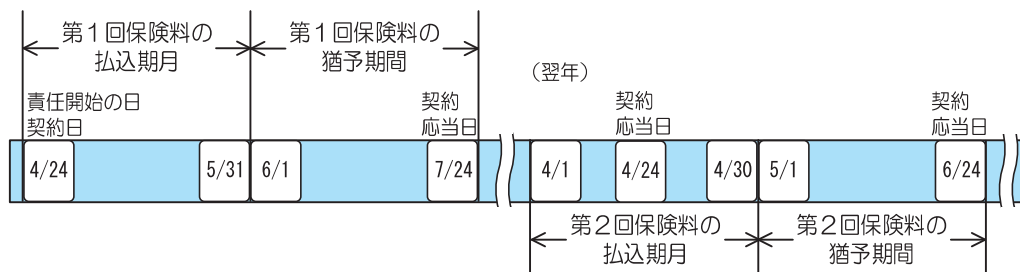 第１回保険料の
払込期月
第１回保険料の
猶予期間
（翌年）
責任開始の日
契約日
契約
応当日
契約
応当日
契約
応当日
4/24
5/31
6/1
7/24
4/1
4/24
4/30
5/1
6/24
第２回保険料の
払込期月
第２回保険料の
猶予期間